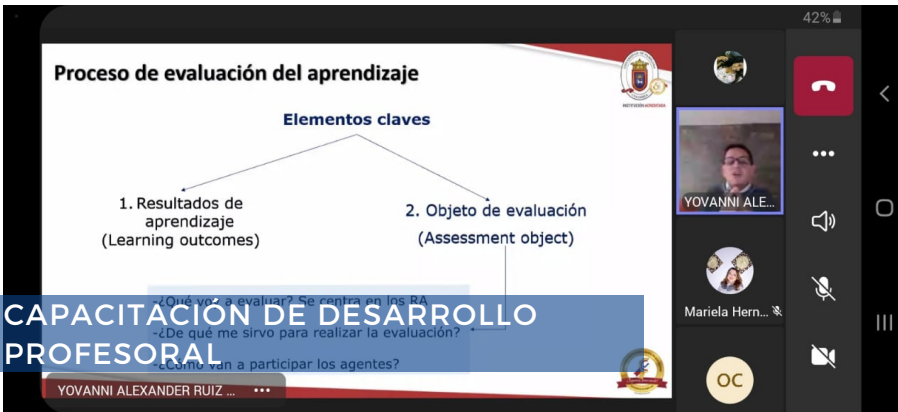 42%
Proceso de evaluación del aprendizaje
INSTITUCIÓN ACREDITADA
Elementos claves
1. Resultados de
aprendizaje
(Learning outcomes)
2. Objeto de evaluación
(Assessment object)
-¿Qué voy a evaluar? Se centra en los RA
-¿De qué me sirvo para realizar la evaluación?
-¿Cómo van a participar los agentes?
CAPACITACIÓN DE DESARROLLO
PROFESORAL
YOVANNI ALEXANDER RUIZ ...
YOVANNI ALE...
Mariela Hern...
OC